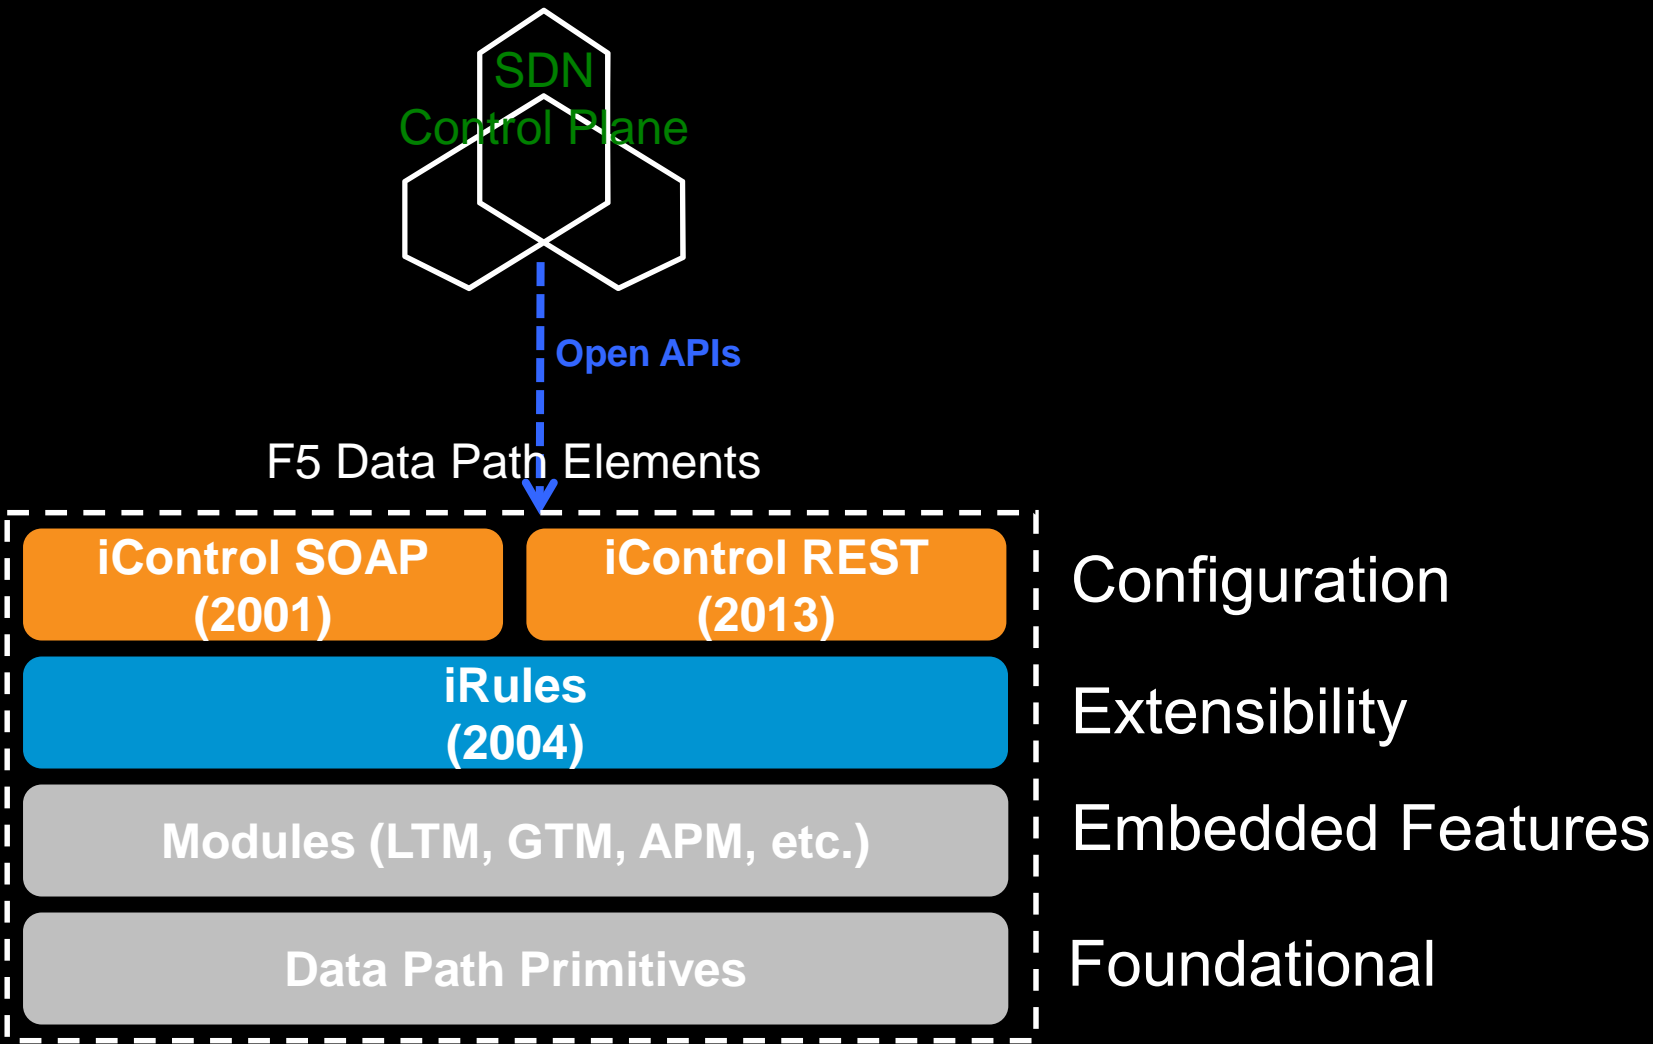 SDN
Control Plane
Open APIs
F5 Data Path Elements
iControl SOAP
(2001)
iControl REST
(2013)
Configuration
iRules
(2004)
Extensibility
Modules (LTM, GTM, APM, etc.)
Embedded Features
Data Path Primitives
Foundational